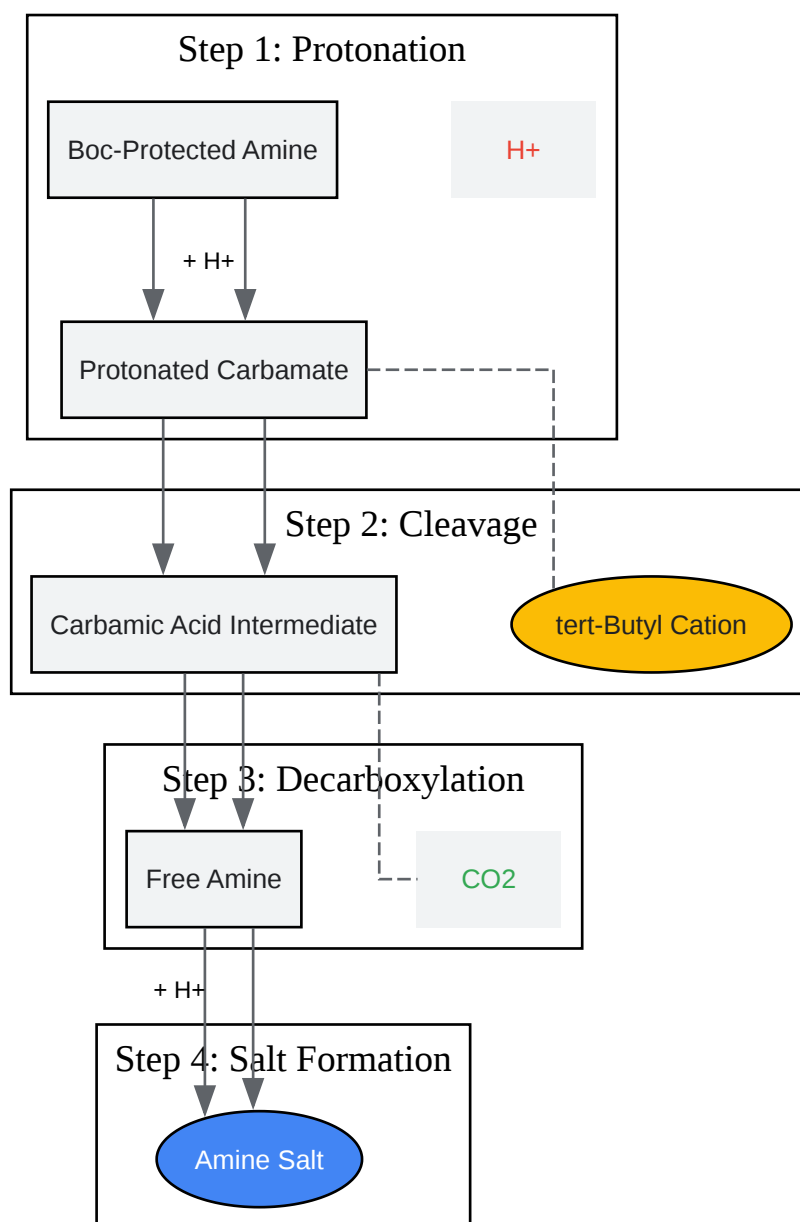 Step 1: Protonation
Boc-Protected Amine
H+
+ H+
Protonated Carbamate
Step 2: Cleavage
Carbamic Acid Intermediate
tert-Butyl Cation
Step 3: Decarboxylation
Free Amine
CO2
+ H+
Step 4: Salt Formation
Amine Salt